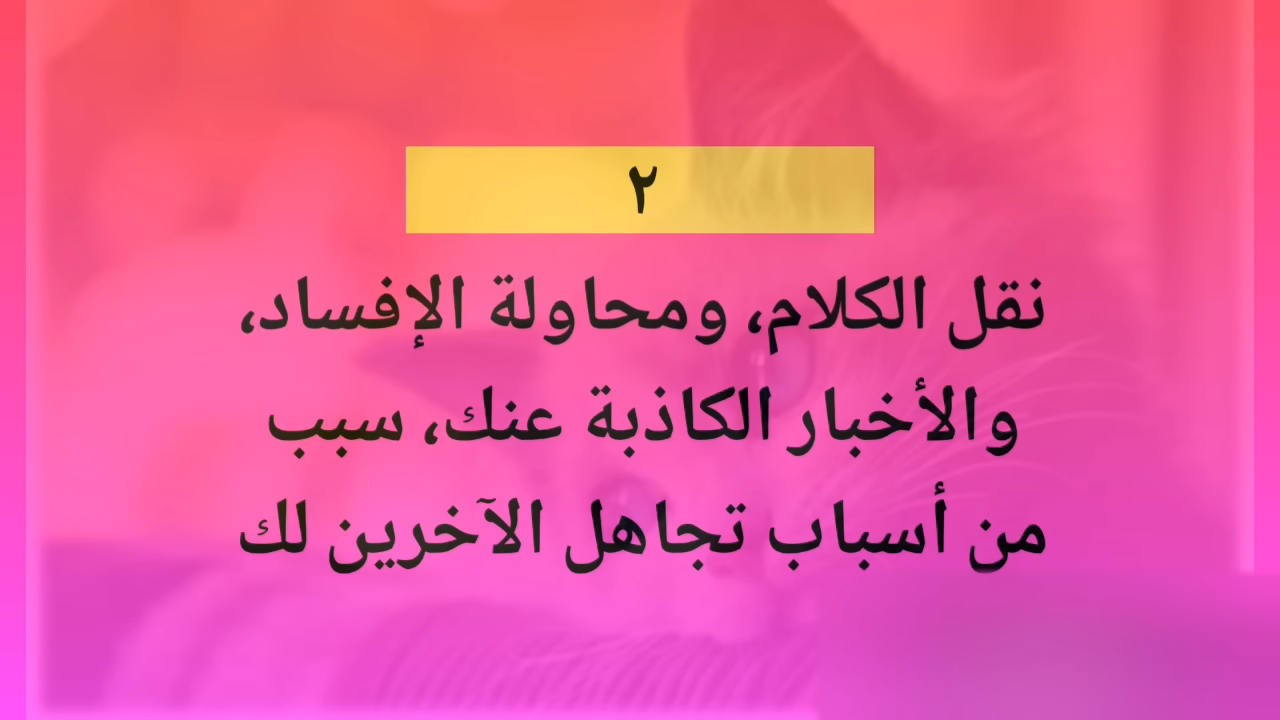 ٢
نقل الكلام، ومحاولة الإفساد،
والأخبار الكاذبة عنك، سبب
من أسباب تجاهل الآخرين لك